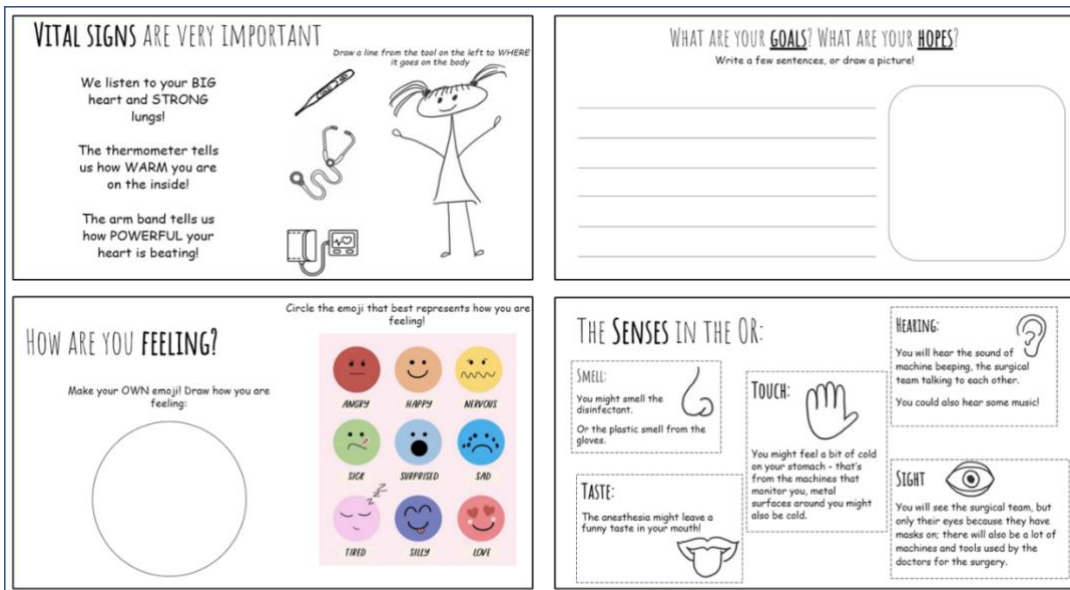 VITAL SIGNS ARE VERY IMPORTANT
Draw a line from the tool on the left to WHERE
it goes on the body
We listen to your BIG
heart and STRONG
lungs!
The thermometer tells
us how WARM you are
on the inside!
The arm band tells us
how POWERFUL your
heart is beating!
WHAT ARE YOUR GOALS? WHAT ARE YOUR HOPES?
Write a few sentences, or draw a picture!
HOW ARE YOU FEELING?
Circle the emoji that best represents how you are
feeling!
Make your OWN emoji! Draw how you are
feeling:
ANGRY HAPPY NERVOUS
SICK SURPRISED SAD
zzz
TIRED SILLY LOVE
THE SENSES IN THE OR:
SMELL:
You might smell the
disinfectant.
Or the plastic smell from the
gloves.
TASTE:
The anesthesia might leave a
funny taste in your mouth!
TOUCH:
You might feel a bit of cold
on your stomach - that's
from the machines that
monitor you, metal
surfaces around you might
also be cold.
HEARING:
You will hear the sound of
machine beeping, the surgical
team talking to each other.
You could also hear some music!
SIGHT
You will see the surgical team, but
only their eyes because they have
masks on; there will also be a lot of
machines and tools used by the
doctors for the surgery.